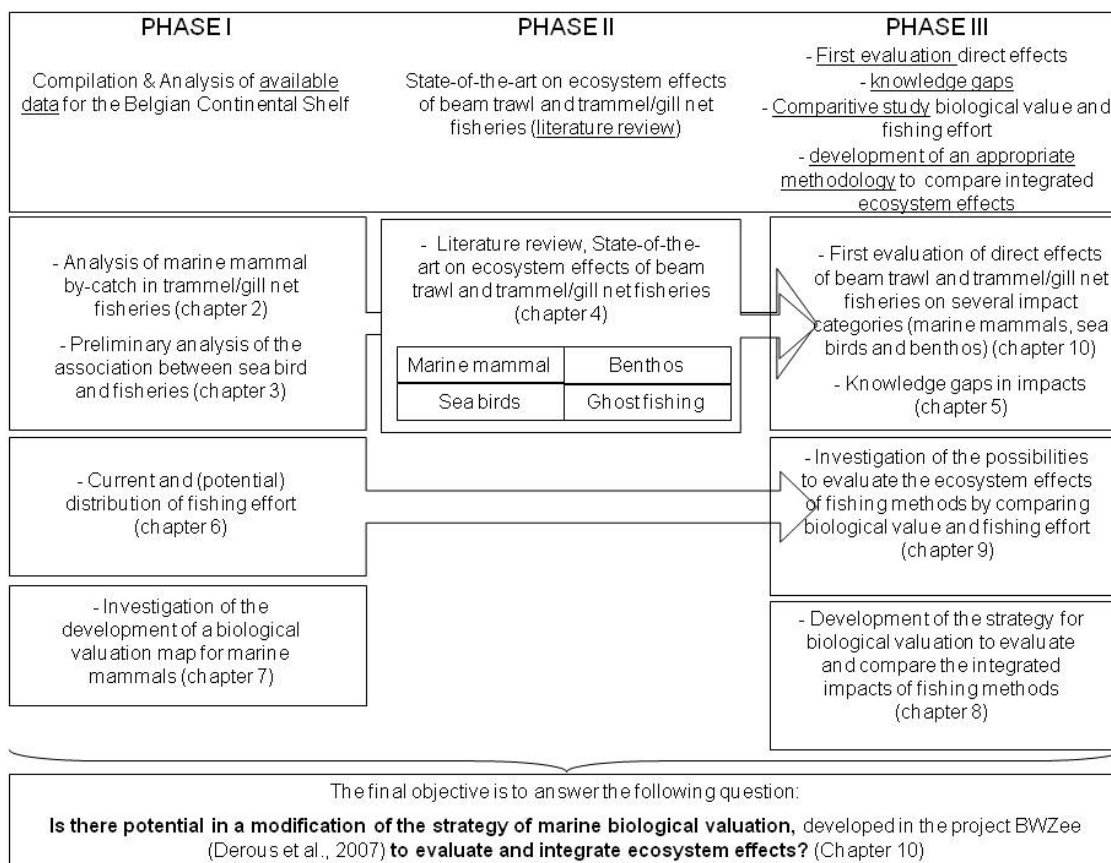 PHASE I
Compilation & Analysis of available
data for the Belgian Continental Shelf
PHASE II
State-of-the-art on ecosystem effects
of beam trawl and trammel/gill net
fisheries (literature review)
PHASE III
- First evaluation direct effects
- knowledge gaps
- Comparitive study biological value and
fishing effort
- development of an appropriate
methodology to compare integrated
ecosystem effects
- Analysis of marine mammal
by-catch in trammel/gill net
fisheries (chapter 2)
- Preliminary analysis of the
association between sea bird
and fisheries (chapter 3)
- Literature review, State-of-the-
art on ecosystem effects of beam
trawl and trammel/gill net fisheries
(chapter 4)
Marine mammal
Benthos
Sea birds
Ghost fishing
- First evaluation of direct effects
of beam trawl and trammel/gill net
fisheries on several impact
categories (marine mammals, sea
birds and benthos) (chapter 10)
- Knowledge gaps in impacts
(chapter 5)
- Current and (potential)
distribution of fishing effort
(chapter 6)
- Investigation of the possibilities
to evaluate the ecosystem effects
of fishing methods by comparing
biological value and fishing effort
(chapter 9)
- Investigation of the
development of a biological
valuation map for marine
mammals (chapter 7)
- Development of the strategy for
biological valuation to evaluate
and compare the integrated
impacts of fishing methods
(chapter 8)
The final objective is to answer the following question:
Is there potential in a modification of the strategy of marine biological valuation, developed in the project BWZee
(Derous et al., 2007) to evaluate and integrate ecosystem effects? (Chapter 10)